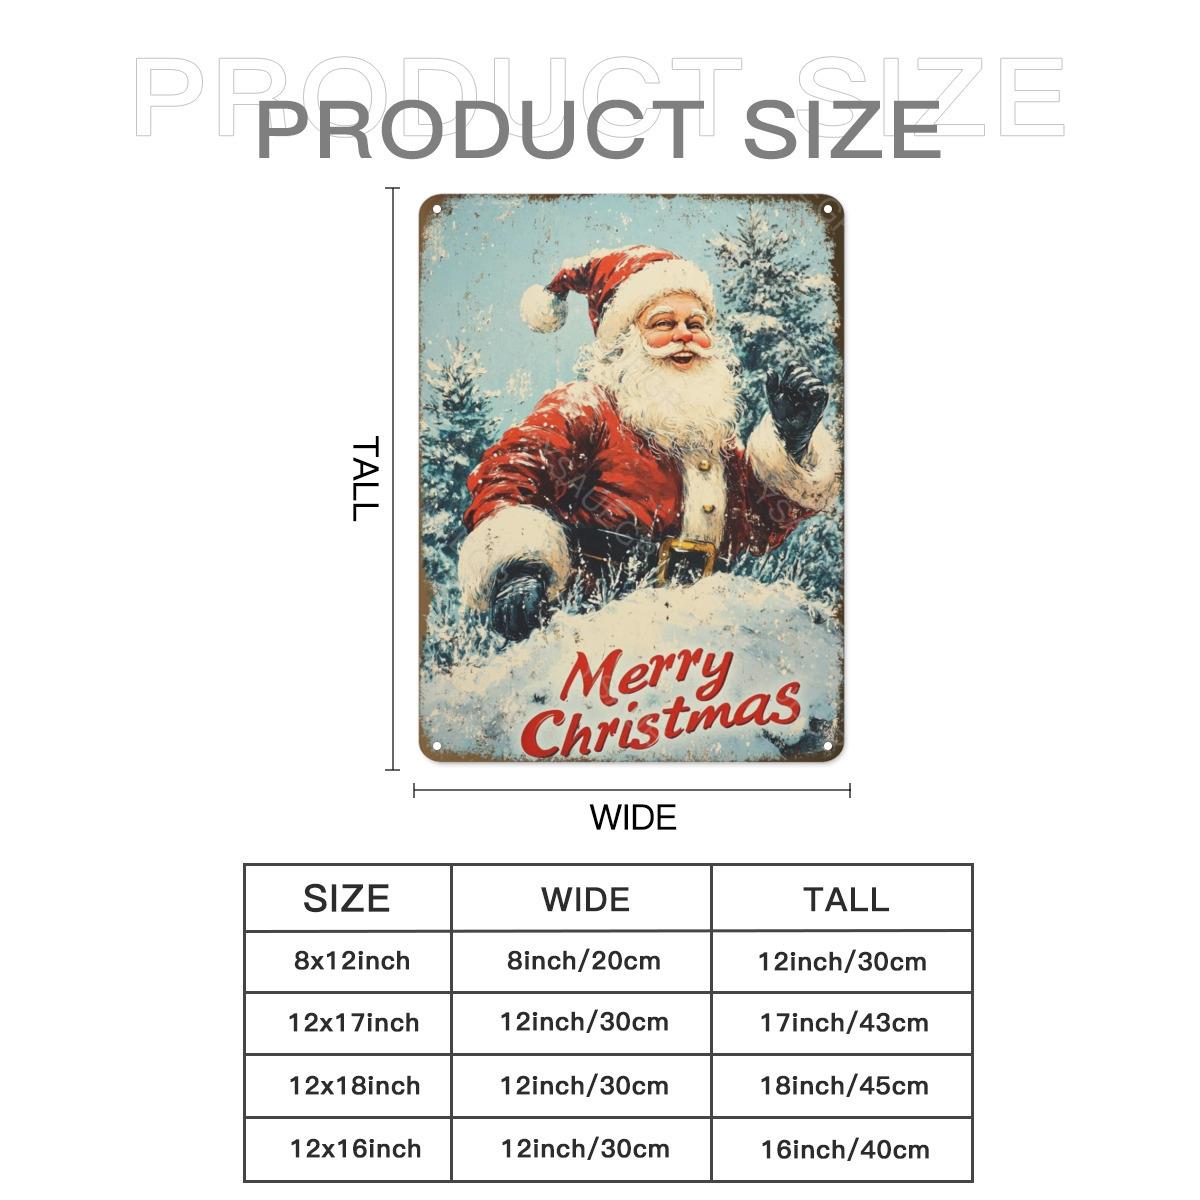 PRODUCT SIZE
PRODUCT SIZE
TALL
Merry
Christmas
WIDE
SIZE WIDE TALL
8x12inch 8inch/20cm 12inch/30cm
12x17inch 12inch/30cm 17inch/43cm
12x18inch 12inch/30cm 18inch/45cm
12x16inch 12inch/30cm 16inch/40cm